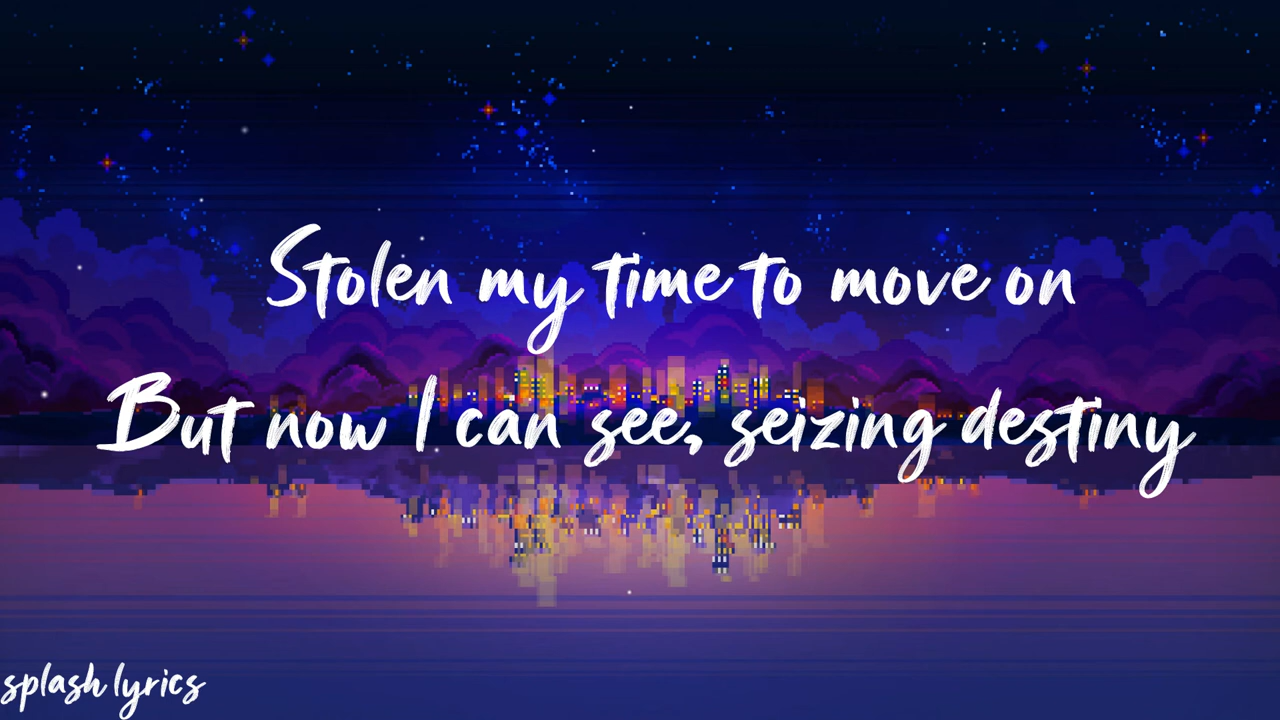 Stolen my time to move on
But now I can see, seizing destiny
splash lyrics